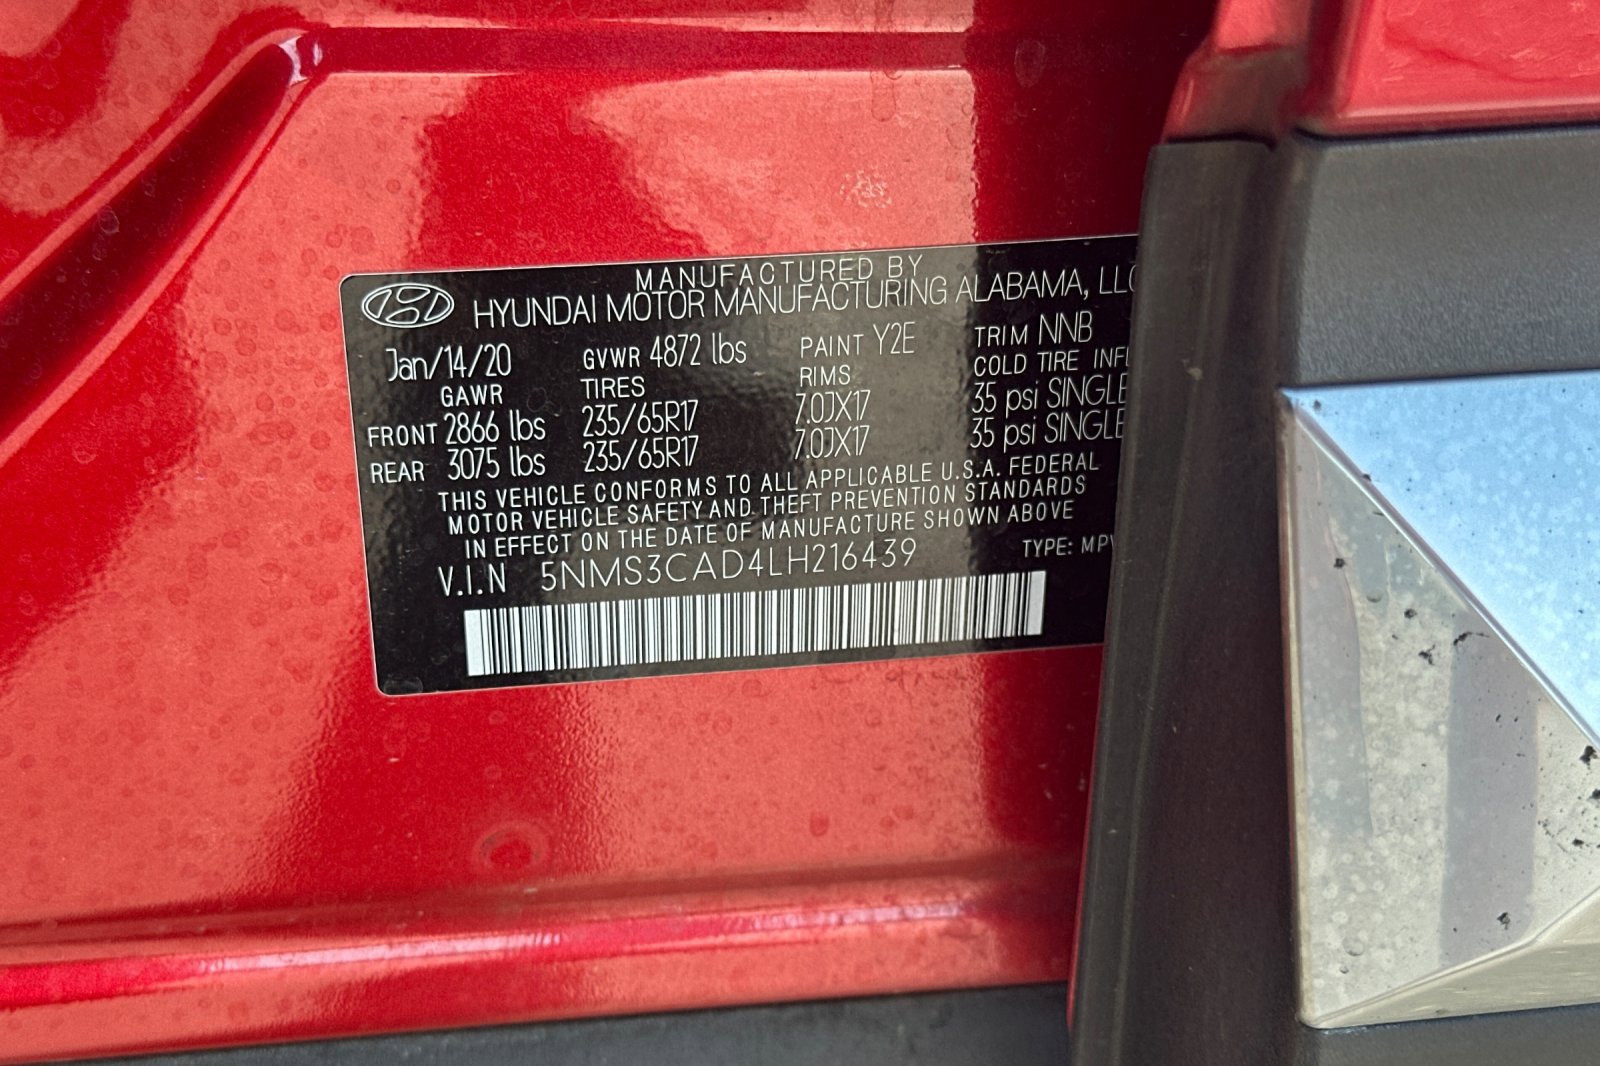 MANUFACTURED BY
HYUNDAI MOTOR MANUFACTURING ALABAMA, LLC
Jan/14/20 GVWR 4872 lbs PAINT Y2E TRIM NNB
GAWR TIRES RIMS COLD TIRE
FRONT 2866 lbs 235/65R17 7.0JX17 35 psi SINGLE
REAR 3075 lbs 235/65R17 7.0JX17 35 psi SINGLE
THIS VEHICLE CONFORMS TO ALL APPLICABLE U.S.A. FEDERAL
MOTOR VEHICLE SAFETY AND THEFT PREVENTION STANDARDS
IN EFFECT ON THE DATE OF MANUFACTURE SHOWN ABOVE
V.I.N 5NMS3CAD4LH216439 TYPE: MPV